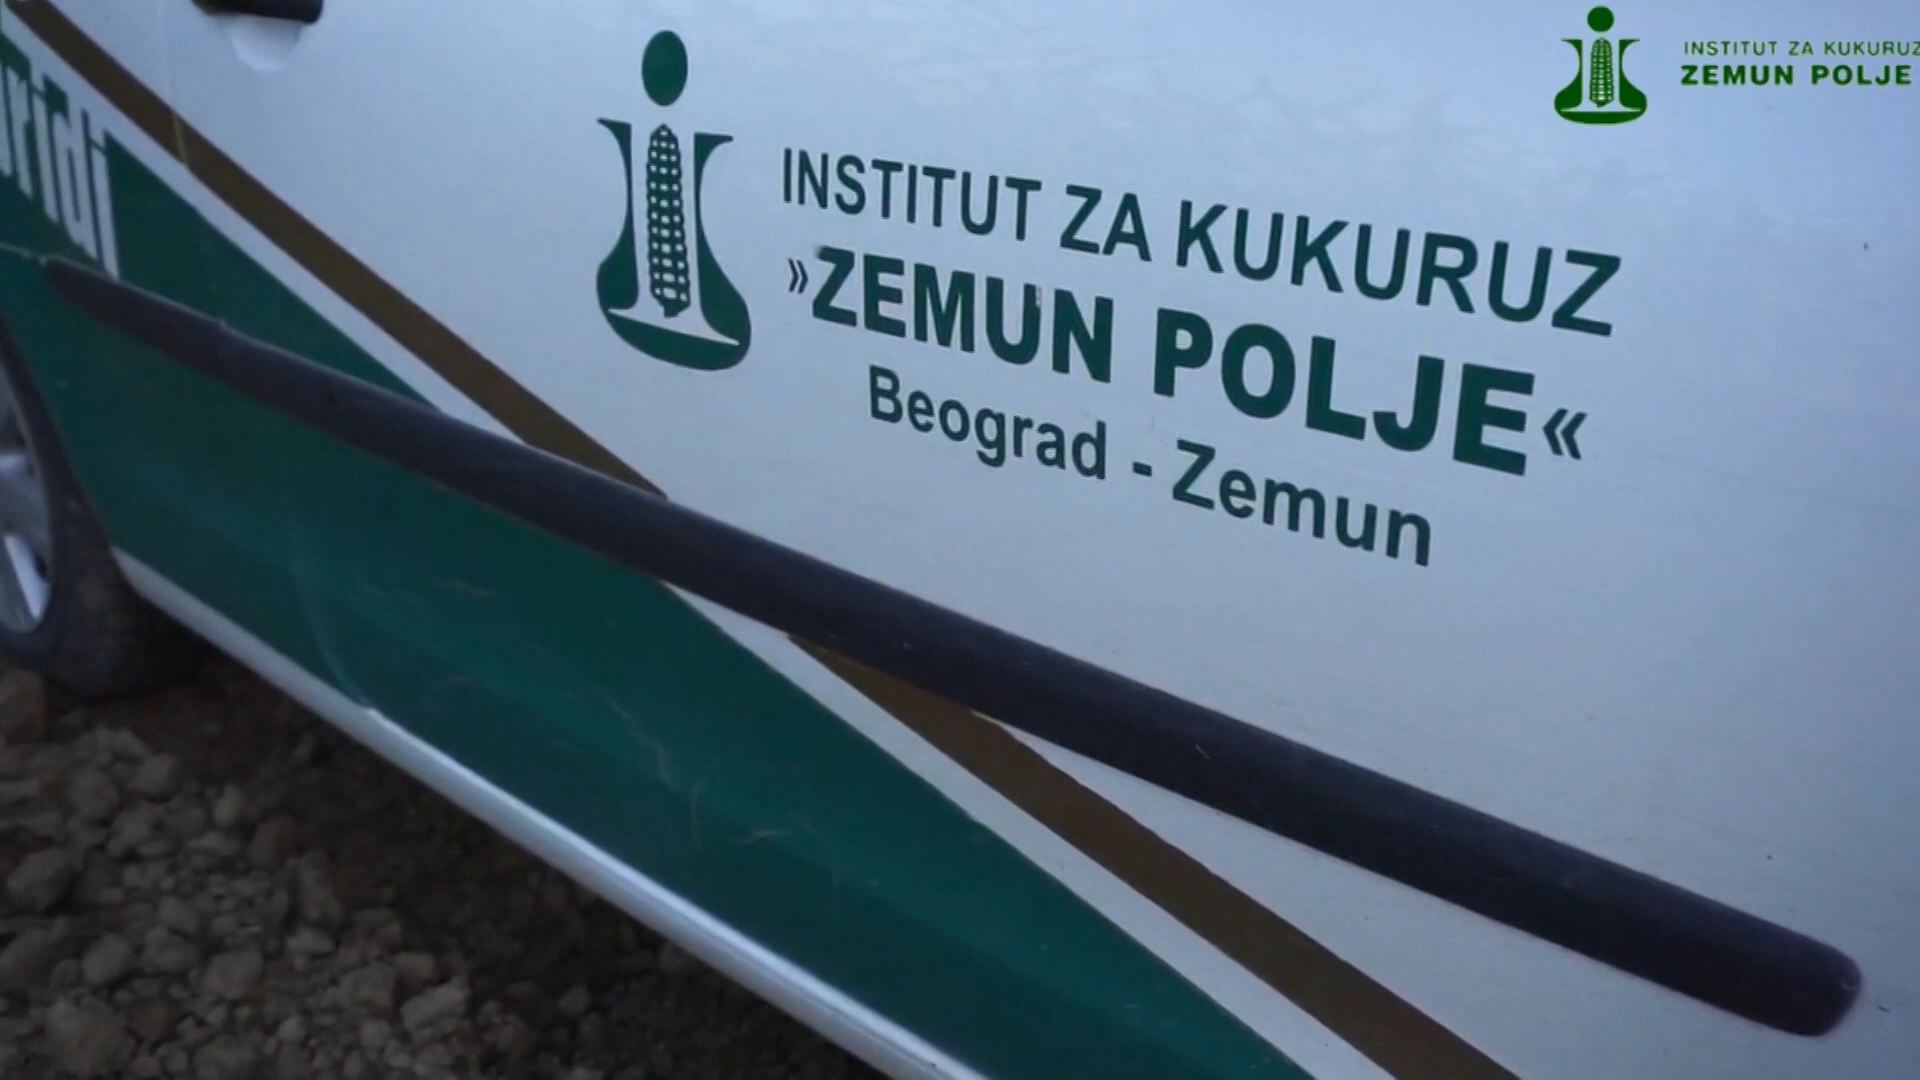 INSTITUT ZA KUKURUZ
ZEMUN POLJE
INSTITUT ZA KUKURUZ
»ZEMUN POLJE«
Beograd - Zemun